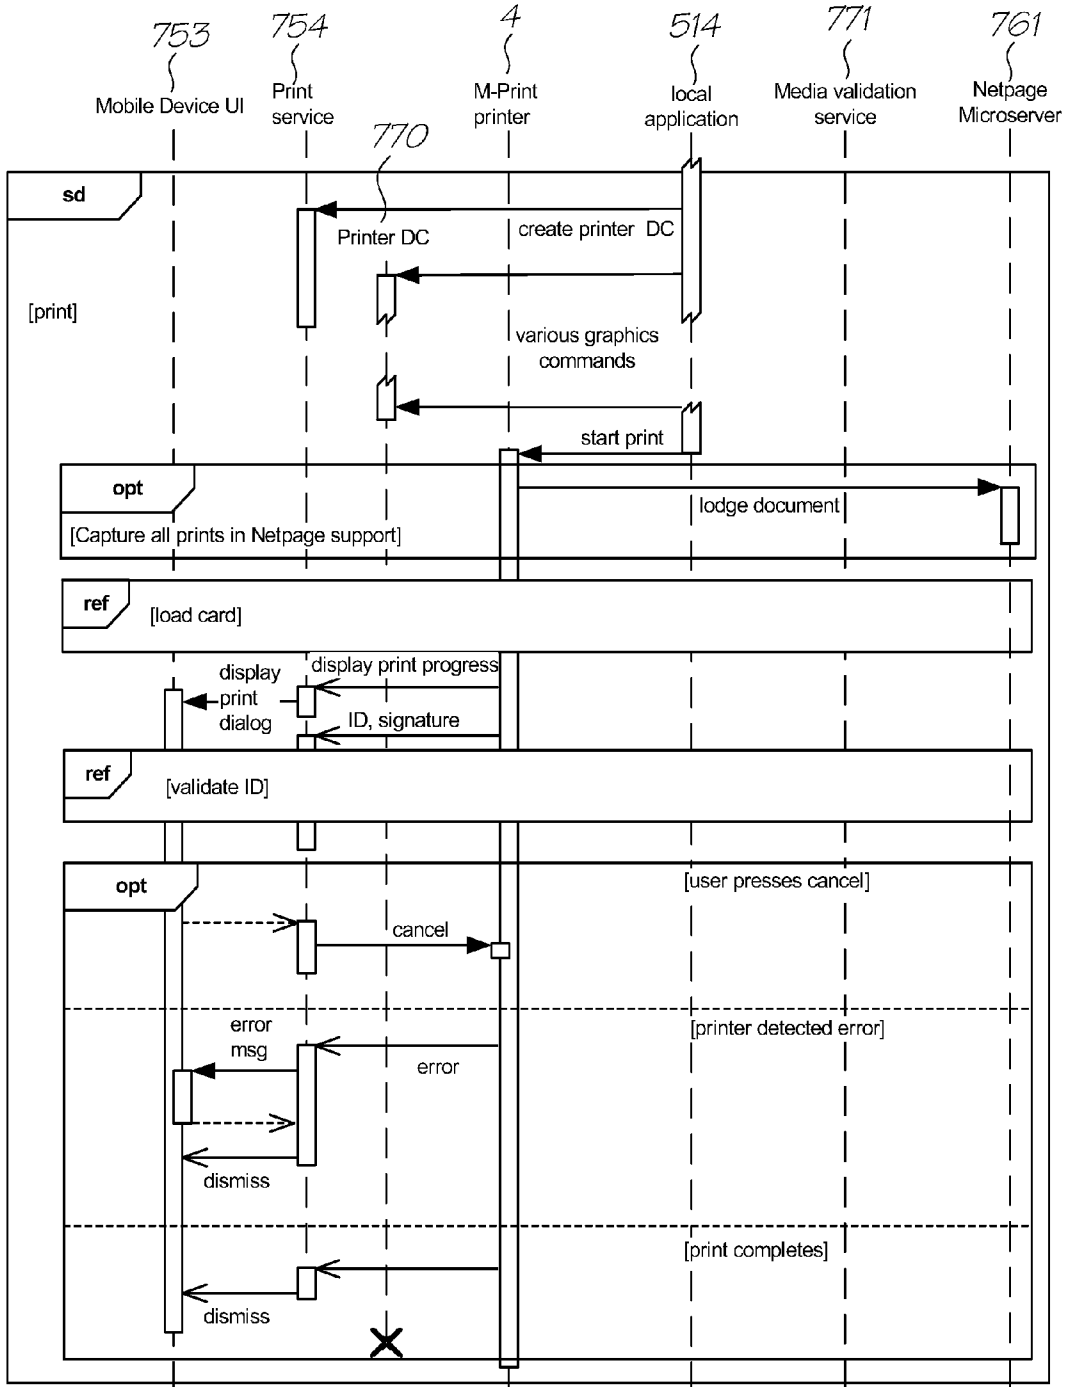 753
754
4
514
771
761
Mobile Device UI
Print
service
M-Print
printer
local
application
Media validation
service
Netpage
Microserver
770
sd
Printer DC
create printer DC
[print]
various graphics
commands
start print
opt
lodge document
[Capture all prints in Netpage support]
ref
[load card]
display print progress
display
print
dialog
ID, signature
ref
[validate ID]
opt
[user presses cancel]
cancel
[printer detected error]
error
msg
error
dismiss
[print completes]
dismiss